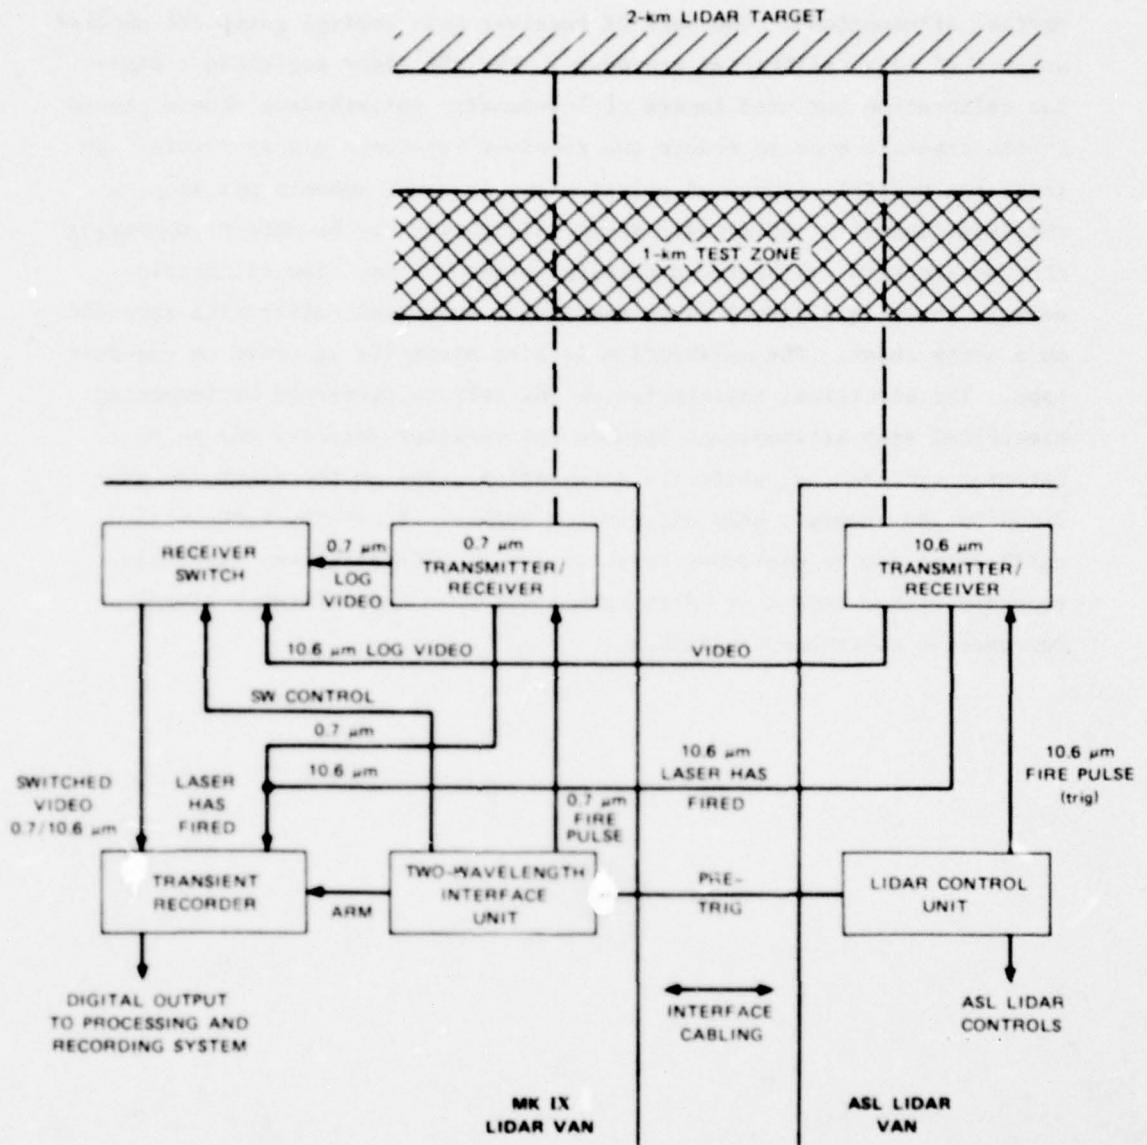 2-km LIDAR TARGET
1-km TEST ZONE
RECEIVER
SWITCH
0.7 µm
LOG
VIDEO
0.7 µm
TRANSMITTER/
RECEIVER
10.6 µm
TRANSMITTER/
RECEIVER
10.6 µm LOG VIDEO
VIDEO
SW CONTROL
0.7 µm
10.6 µm
10.6 µm
LASER HAS
FIRED
10.6 µm
FIRE PULSE
(trig)
SWITCHED
VIDEO
0.7/10.6 µm
LASER
HAS
FIRED
0.7 µm
FIRE
PULSE
TRANSIENT
RECORDER
ARM
TWO-WAVELENGTH
INTERFACE
UNIT
PRE-
TRIG
LIDAR CONTROL
UNIT
DIGITAL OUTPUT
TO PROCESSING AND
RECORDING SYSTEM
INTERFACE
CABLING
ASL LIDAR
CONTROLS
MK IX
LIDAR VAN
ASL LIDAR
VAN